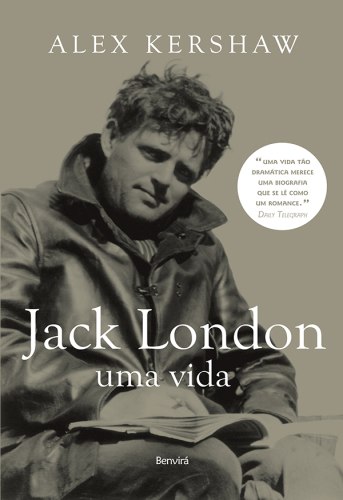 ALEX KERSHAW
“UMA VIDA TÃO
DRAMÁTICA MERECE
UMA BIOGRAFIA
QUE SE LÊ COMO
UM ROMANCE.”
DAILY TELEGRAPH
Jack London
uma vida
Benvirá